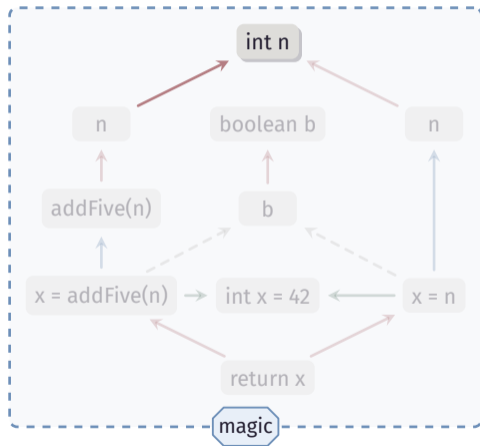 int n
n
boolean b
n
addFive(n)
b
x = addFive(n)
int x = 42
x = n
return x
magic